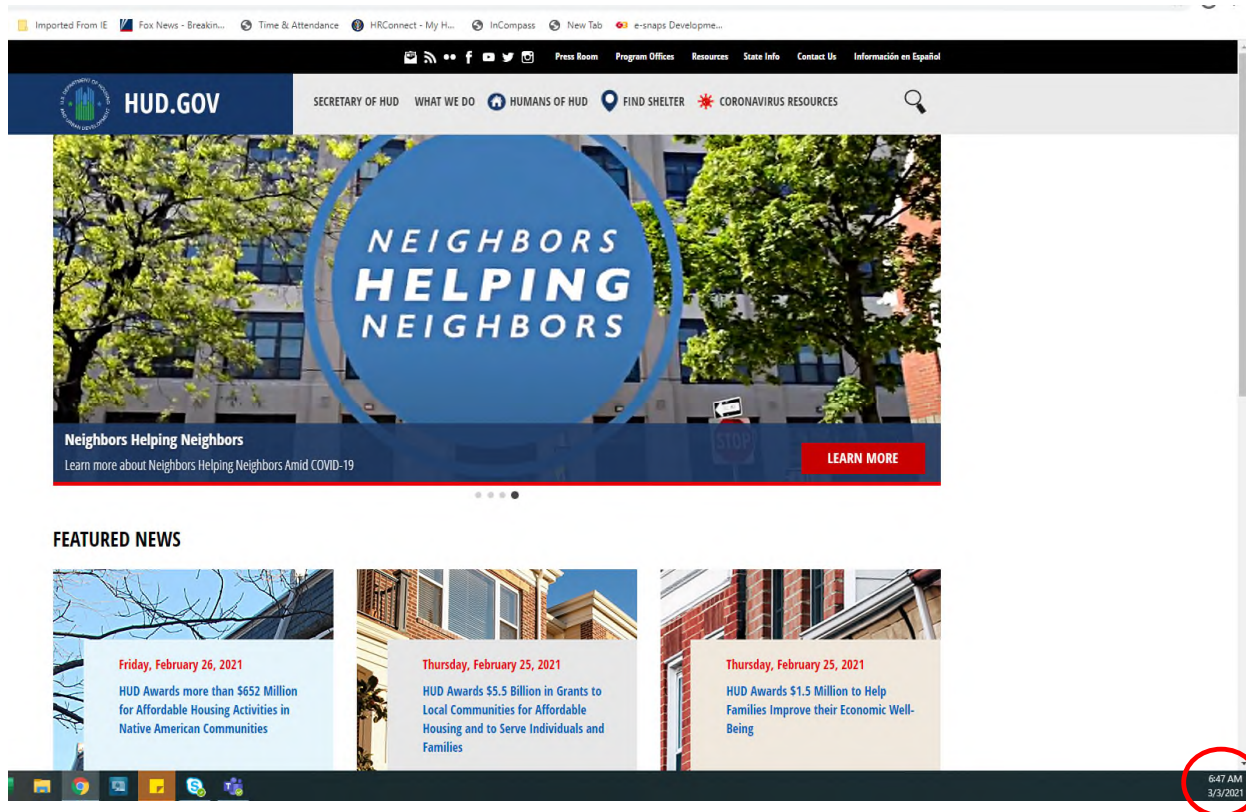 Imported From IE Fox News - Breakin... Time & Attendance HRConnect - My H... InCompass New Tab e-snaps Developme...
Press Room Program Offices Resources State Info Contact Us Información en Español
HUD.GOV SECRETARY OF HUD WHAT WE DO HUMANS OF HUD FIND SHELTER CORONAVIRUS RESOURCES
NEIGHBORS
HELPING
NEIGHBORS
STOP
Neighbors Helping Neighbors
Learn more about Neighbors Helping Neighbors Amid COVID-19
LEARN MORE
FEATURED NEWS
Friday, February 26, 2021
HUD Awards more than $652 Million
for Affordable Housing Activities in
Native American Communities
Thursday, February 25, 2021
HUD Awards $5.5 Billion in Grants to
Local Communities for Affordable
Housing and to Serve Individuals and
Families
Thursday, February 25, 2021
HUD Awards $1.5 Million to Help
Families Improve their Economic Well-
Being
6:47 AM
3/3/2021